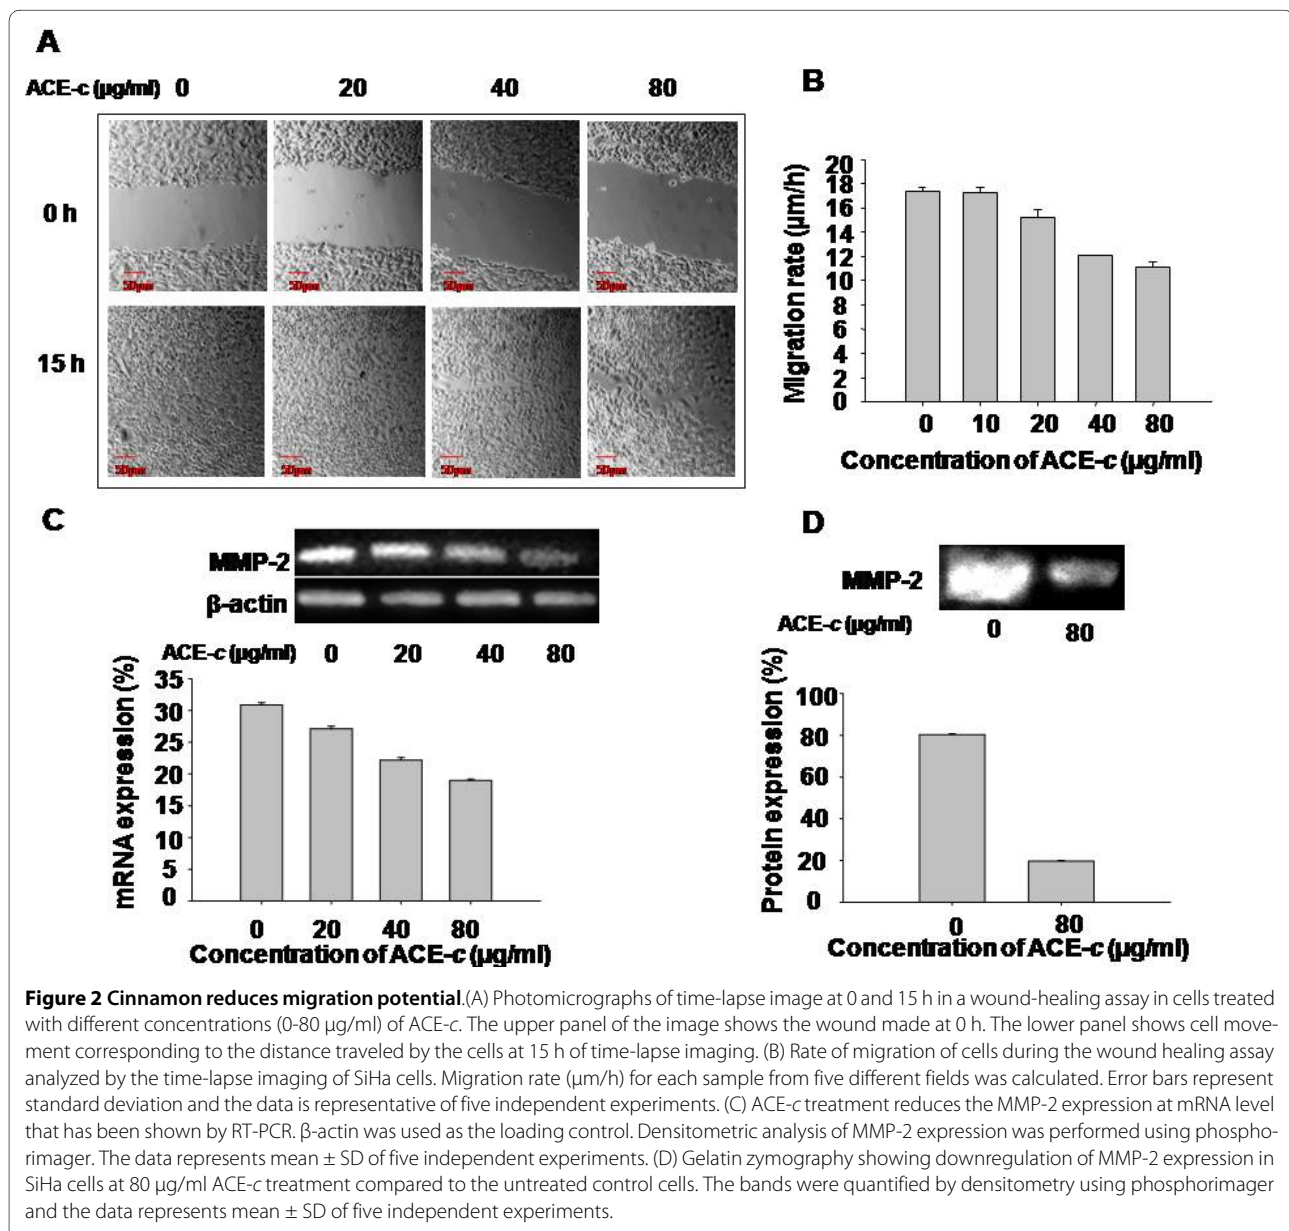 A
ACE-c (µg/ml) 0 20 40 80
0 h
50µm 50µm 50µm 50µm
15 h
50µm 50µm 50µm 50µm
B
Migration rate (µm/h)
20
18
16
14
12
10
8
6
4
2
0
0 10 20 40 80
Concentration of ACE-c (µg/ml)
C
MMP-2
β-actin
ACE-c (µg/ml) 0 20 40 80
mRNA expression (%)
35
30
25
20
15
10
5
0
0 20 40 80
Concentration of ACE-c (µg/ml)
D
MMP-2
ACE-c (µg/ml) 0 80
Protein expression (%)
100
80
60
40
20
0
0 80
Concentration of ACE-c (µg/ml)
Figure 2 Cinnamon reduces migration potential.(A) Photomicrographs of time-lapse image at 0 and 15 h in a wound-healing assay in cells treated
with different concentrations (0-80 µg/ml) of ACE-c. The upper panel of the image shows the wound made at 0 h. The lower panel shows cell move-
ment corresponding to the distance traveled by the cells at 15 h of time-lapse imaging. (B) Rate of migration of cells during the wound healing assay
analyzed by the time-lapse imaging of SiHa cells. Migration rate (µm/h) for each sample from five different fields was calculated. Error bars represent
standard deviation and the data is representative of five independent experiments. (C) ACE-c treatment reduces the MMP-2 expression at mRNA level
that has been shown by RT-PCR. β-actin was used as the loading control. Densitometric analysis of MMP-2 expression was performed using phospho-
rimager. The data represents mean ± SD of five independent experiments. (D) Gelatin zymography showing downregulation of MMP-2 expression in
SiHa cells at 80 µg/ml ACE-c treatment compared to the untreated control cells. The bands were quantified by densitometry using phosphorimager
and the data represents mean ± SD of five independent experiments.